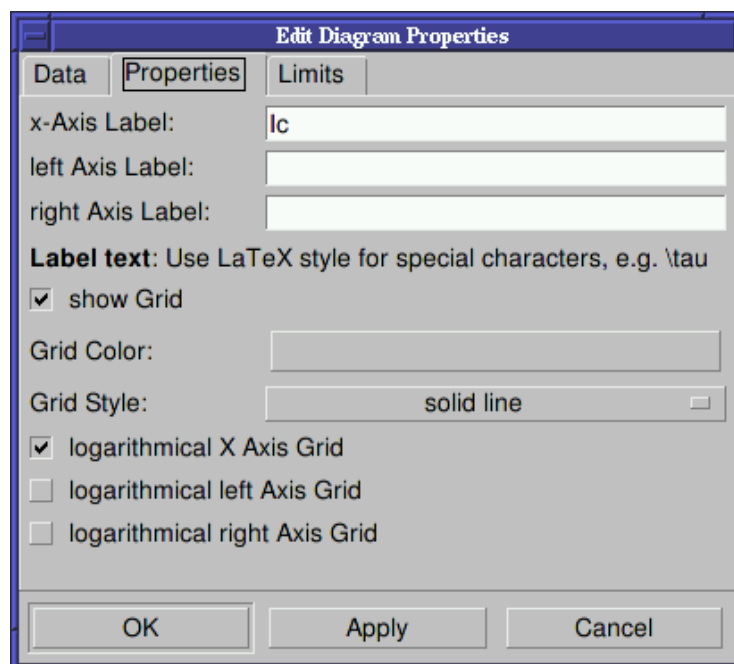 Edit Diagram Properties
Data Properties Limits
x-Axis Label: Ic
left Axis Label:
right Axis Label:
Label text: Use LaTeX style for special characters, e.g. \tau
show Grid
Grid Color:
Grid Style: solid line
logarithmical X Axis Grid
logarithmical left Axis Grid
logarithmical right Axis Grid
OK Apply Cancel